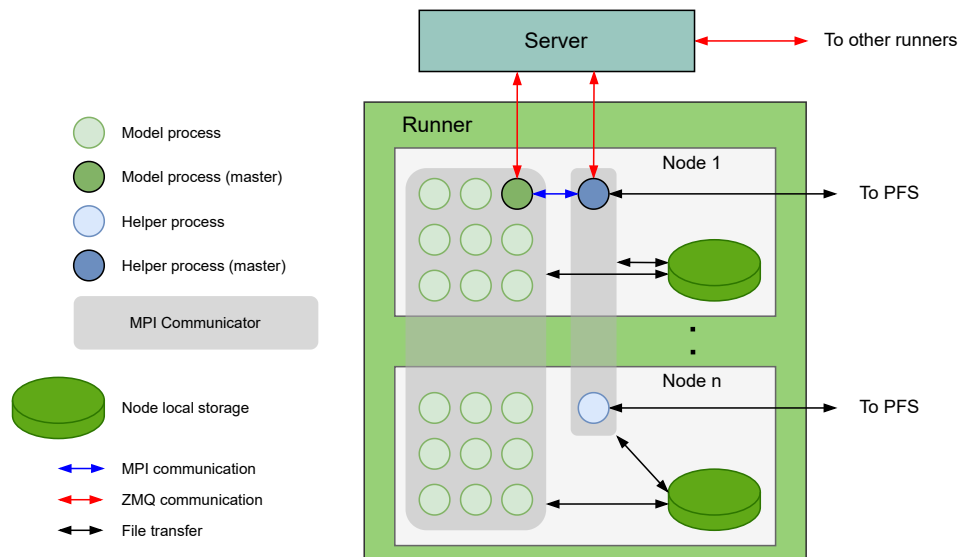 Server
To other runners
Runner
Model process
Model process (master)
Helper process
Helper process (master)
MPI Communicator
Node local storage
MPI communication
ZMQ communication
File transfer
Node 1
To PFS
Node n
To PFS